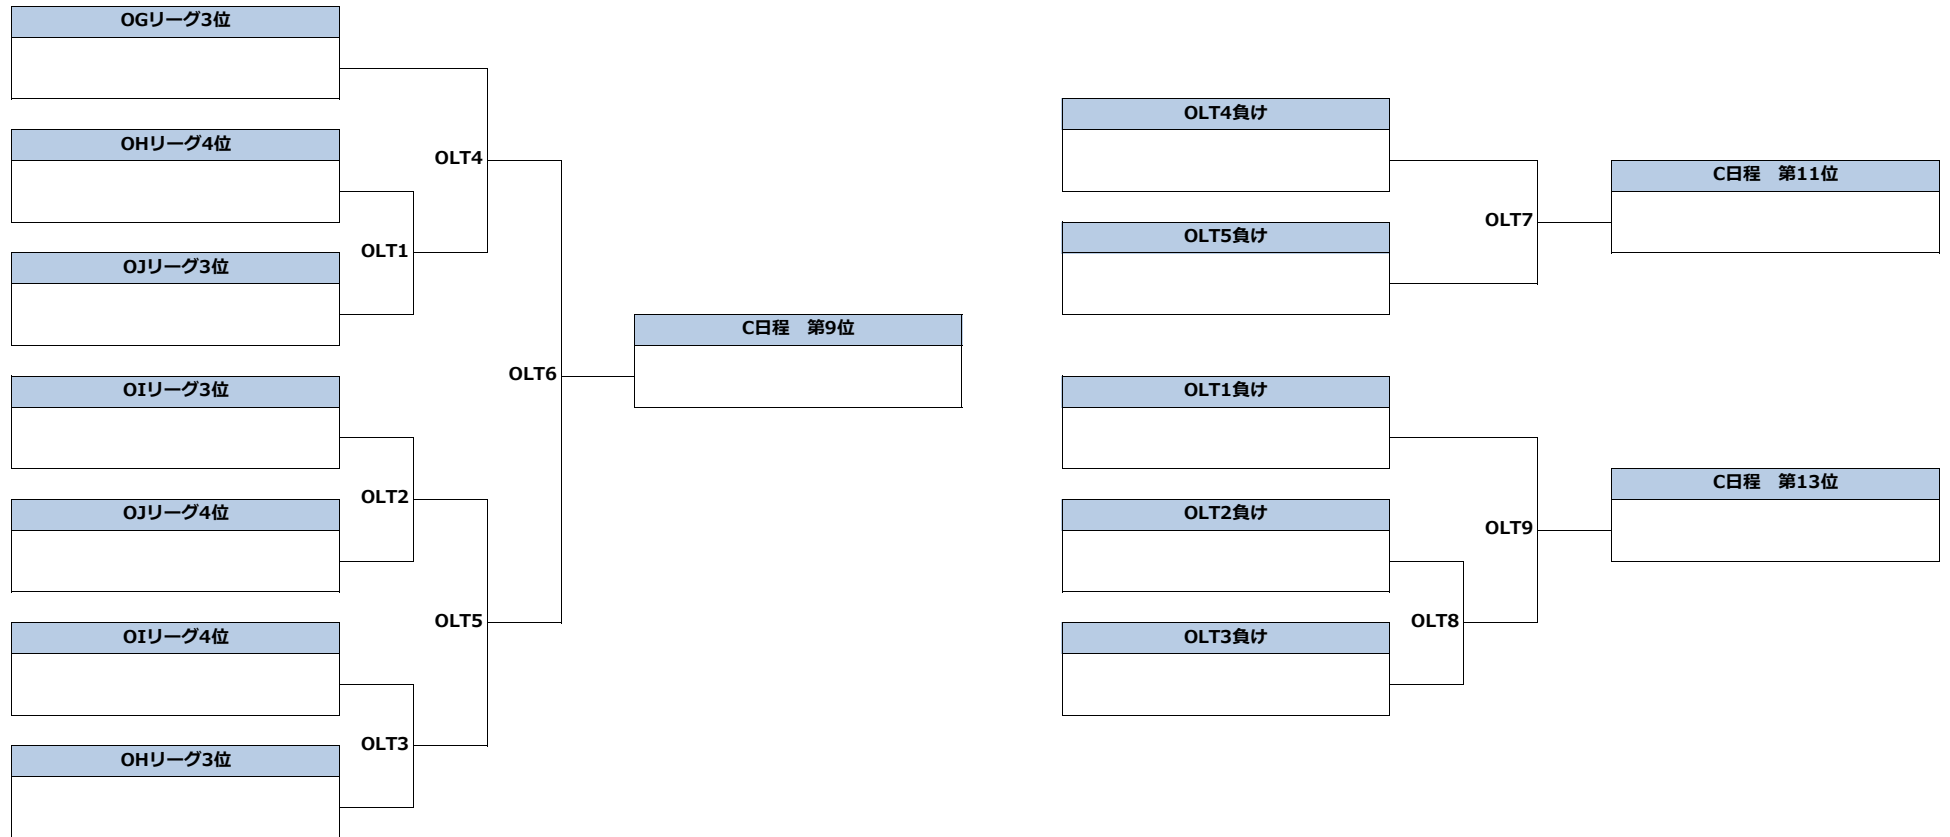 OGリーグ3位
OHリーグ4位
OLT4
OLT1
OJリーグ3位
C日程　第9位
OLT6
OIリーグ3位
OLT2
OJリーグ4位
OLT5
OIリーグ4位
OLT3
OHリーグ3位
OLT4負け
C日程　第11位
OLT7
OLT5負け
OLT1負け
C日程　第13位
OLT2負け
OLT9
OLT8
OLT3負け